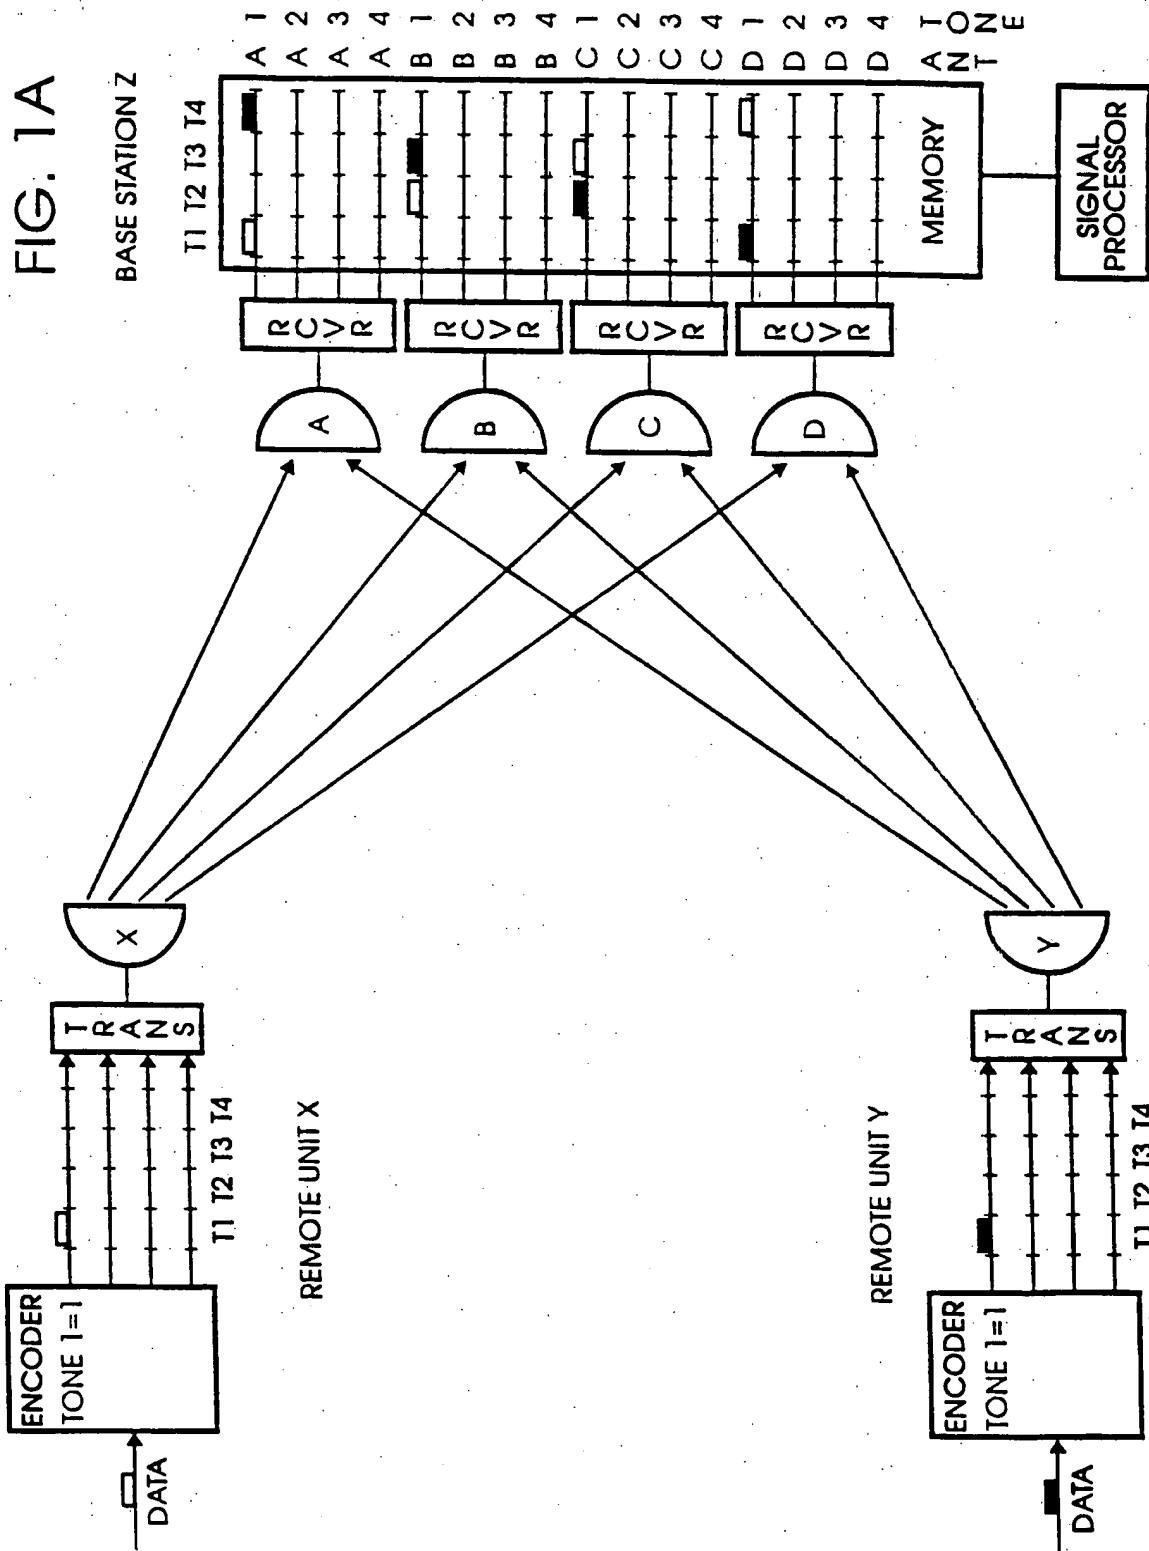 FIG. 1A
BASE STATION Z
T1 T2 T3 T4
A 1
A 2
A 3
A 4
B 1
B 2
B 3
B 4
C 1
C 2
C 3
C 4
D 1
D 2
D 3
D 4
ANT
TONE
MEMORY
SIGNAL
PROCESSOR
RCVR
RCVR
RCVR
RCVR
A
B
C
D
X
TRANS
T1 T2 T3 T4
ENCODER
TONE 1=1
DATA
REMOTE UNIT X
Y
TRANS
T1 T2 T3 T4
ENCODER
TONE 1=1
DATA
REMOTE UNIT Y